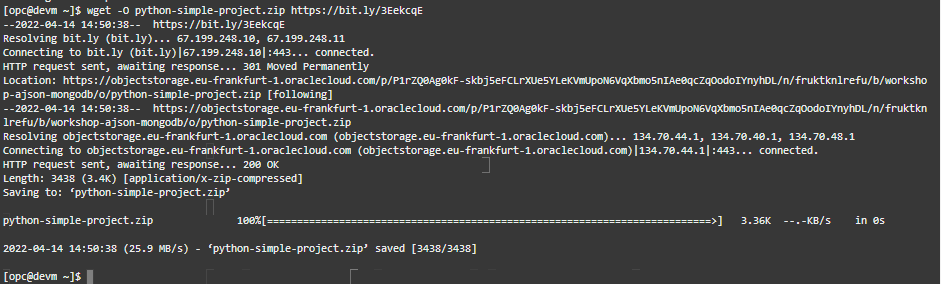 [opc@devm ~]$ wget -O python-simple-project.zip https://bit.ly/3EekcqE
--2022-04-14 14:50:38--  https://bit.ly/3EekcqE
Resolving bit.ly (bit.ly)... 67.199.248.10, 67.199.248.11
Connecting to bit.ly (bit.ly)|67.199.248.10|:443... connected.
HTTP request sent, awaiting response... 301 Moved Permanently
Location: https://objectstorage.eu-frankfurt-1.oraclecloud.com/p/P1rZQ0Ag0kF-skbj5eFCLrXUe5YLeKVmUpoN6VqXbmo5nIAe0qcZqOodoIYnyhDL/n/fruktknlrefu/b/worksho
p-ajson-mongodb/o/python-simple-project.zip [following]
--2022-04-14 14:50:38--  https://objectstorage.eu-frankfurt-1.oraclecloud.com/p/P1rZQ0Ag0kF-skbj5eFCLrXUe5YLeKVmUpoN6VqXbmo5nIAe0qcZqOodoIYnyhDL/n/fruktkn
lrefu/b/workshop-ajson-mongodb/o/python-simple-project.zip
Resolving objectstorage.eu-frankfurt-1.oraclecloud.com (objectstorage.eu-frankfurt-1.oraclecloud.com)... 134.70.44.1, 134.70.40.1, 134.70.48.1
Connecting to objectstorage.eu-frankfurt-1.oraclecloud.com (objectstorage.eu-frankfurt-1.oraclecloud.com)|134.70.44.1|:443... connected.
HTTP request sent, awaiting response... 200 OK
Length: 3438 (3.4K) [application/x-zip-compressed]
Saving to: ‘python-simple-project.zip’
python-simple-project.zip 100%[===========================================================================>] 3.36K --.-KB/s in 0s
2022-04-14 14:50:38 (25.9 MB/s) - ‘python-simple-project.zip’ saved [3438/3438]
[opc@devm ~]$